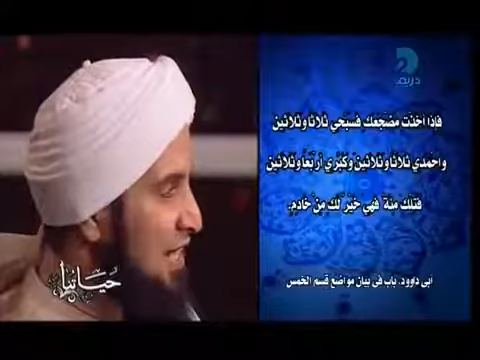 دريم
2
فإذا أخذت مضجعك فسبحي ثلاثا وثلاثين
واحمدي ثلاثا وثلاثين وكبري أربعا وثلاثين
فتلك مئة فهي خير لك من خادم.
أبي داوود. باب في بيان مواضع قسم الخمس
حياتنا